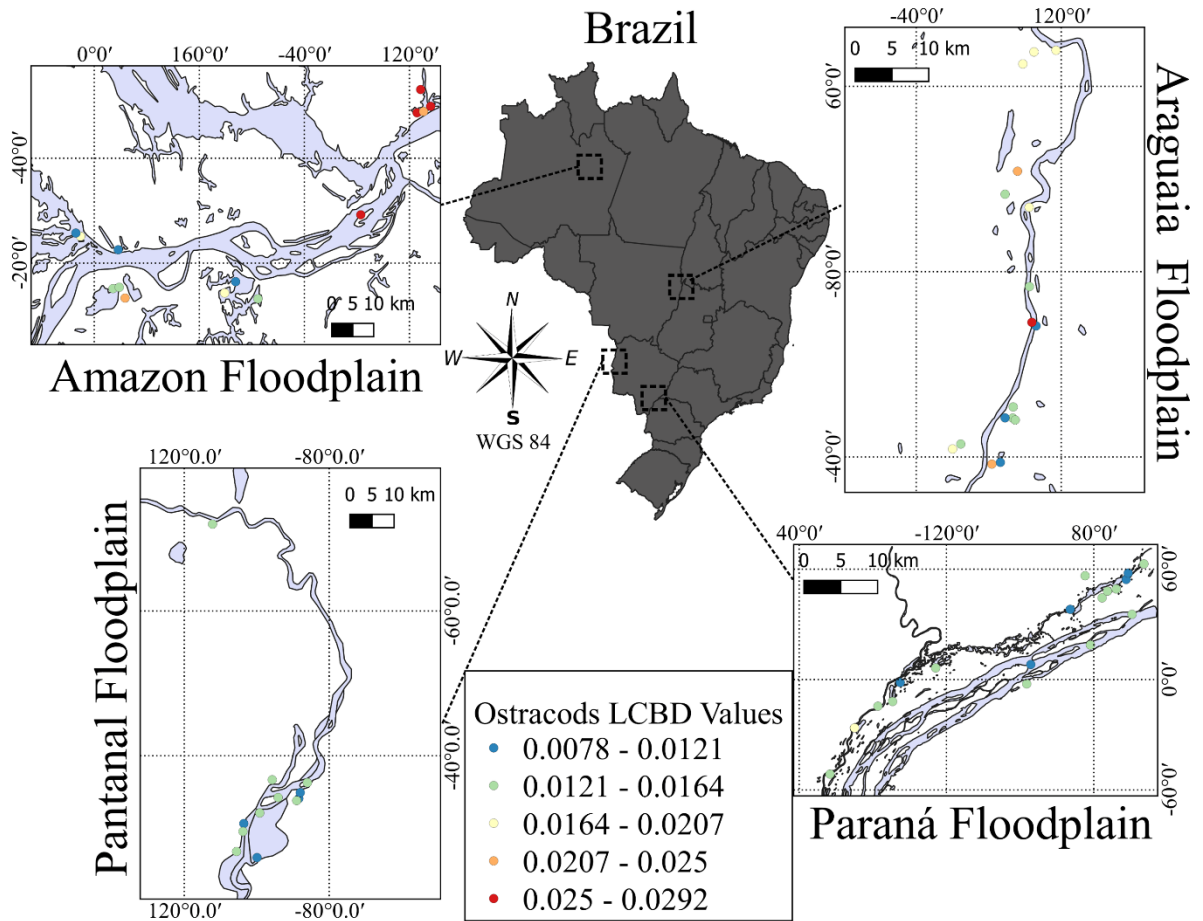 Brazil
0°0′ 160°0′ -40°0′ 120°0′
-40°0′
-20°0′
0 5 10 km
Amazon Floodplain
-40°0′ 120°0′
0 5 10 km
60°0′
-80°0′
-40°0′
Araguaia Floodplain
N
W E
S
WGS 84
120°0.0′ -80°0.0′
0 5 10 km
-60°0.0′
-40°0.0′
120°0.0′ -80°0.0′
Pantanal Floodplain
40°0′ -120°0′ 80°0′
0 5 10 km
60°0′
0°0′
-60°0′
Paraná Floodplain
Ostracods LCBD Values
0.0078 - 0.0121
0.0121 - 0.0164
0.0164 - 0.0207
0.0207 - 0.025
0.025 - 0.0292